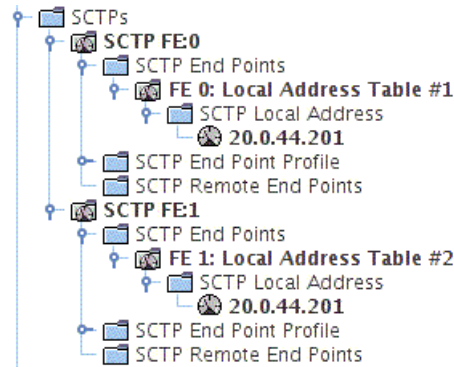 SCTPs
SCTP FE:0
SCTP End Points
FE 0: Local Address Table #1
SCTP Local Address
20.0.44.201
SCTP End Point Profile
SCTP Remote End Points
SCTP FE:1
SCTP End Points
FE 1: Local Address Table #2
SCTP Local Address
20.0.44.201
SCTP End Point Profile
SCTP Remote End Points